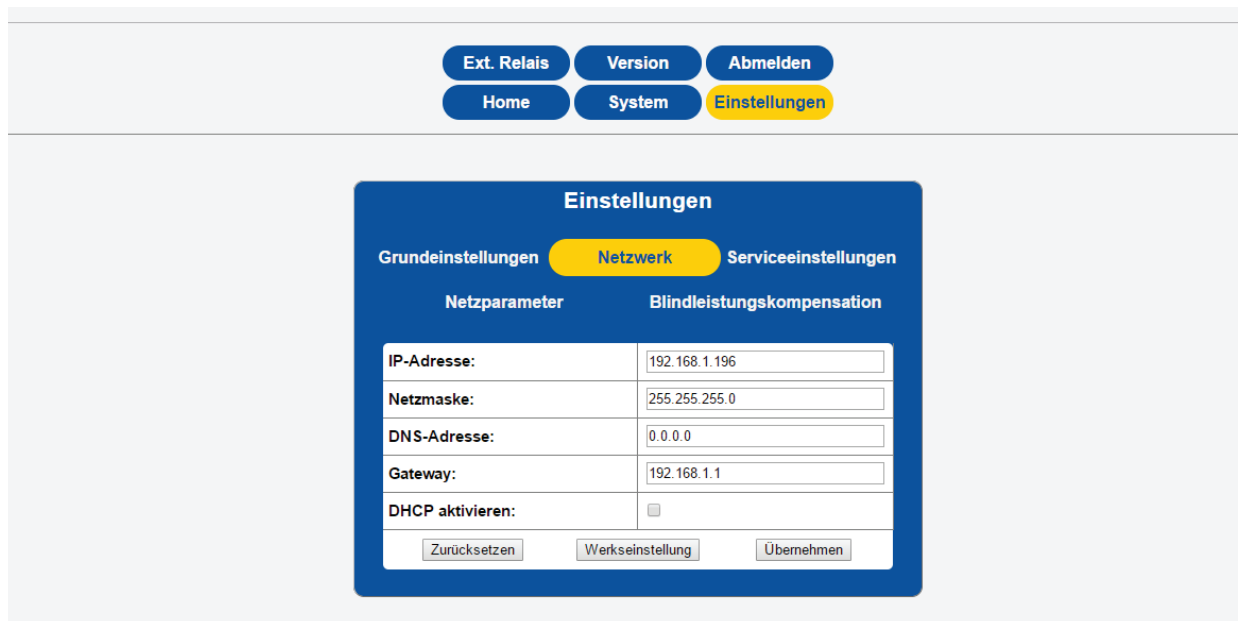 Ext. Relais Version Abmelden
Home System Einstellungen
Einstellungen
Grundeinstellungen Netzwerk Serviceeinstellungen
Netzparameter Blindleistungskompensation
IP-Adresse: 192.168.1.196
Netzmaske: 255.255.255.0
DNS-Adresse: 0.0.0.0
Gateway: 192.168.1.1
DHCP aktivieren:
Zurücksetzen Werkseinstellung Übernehmen